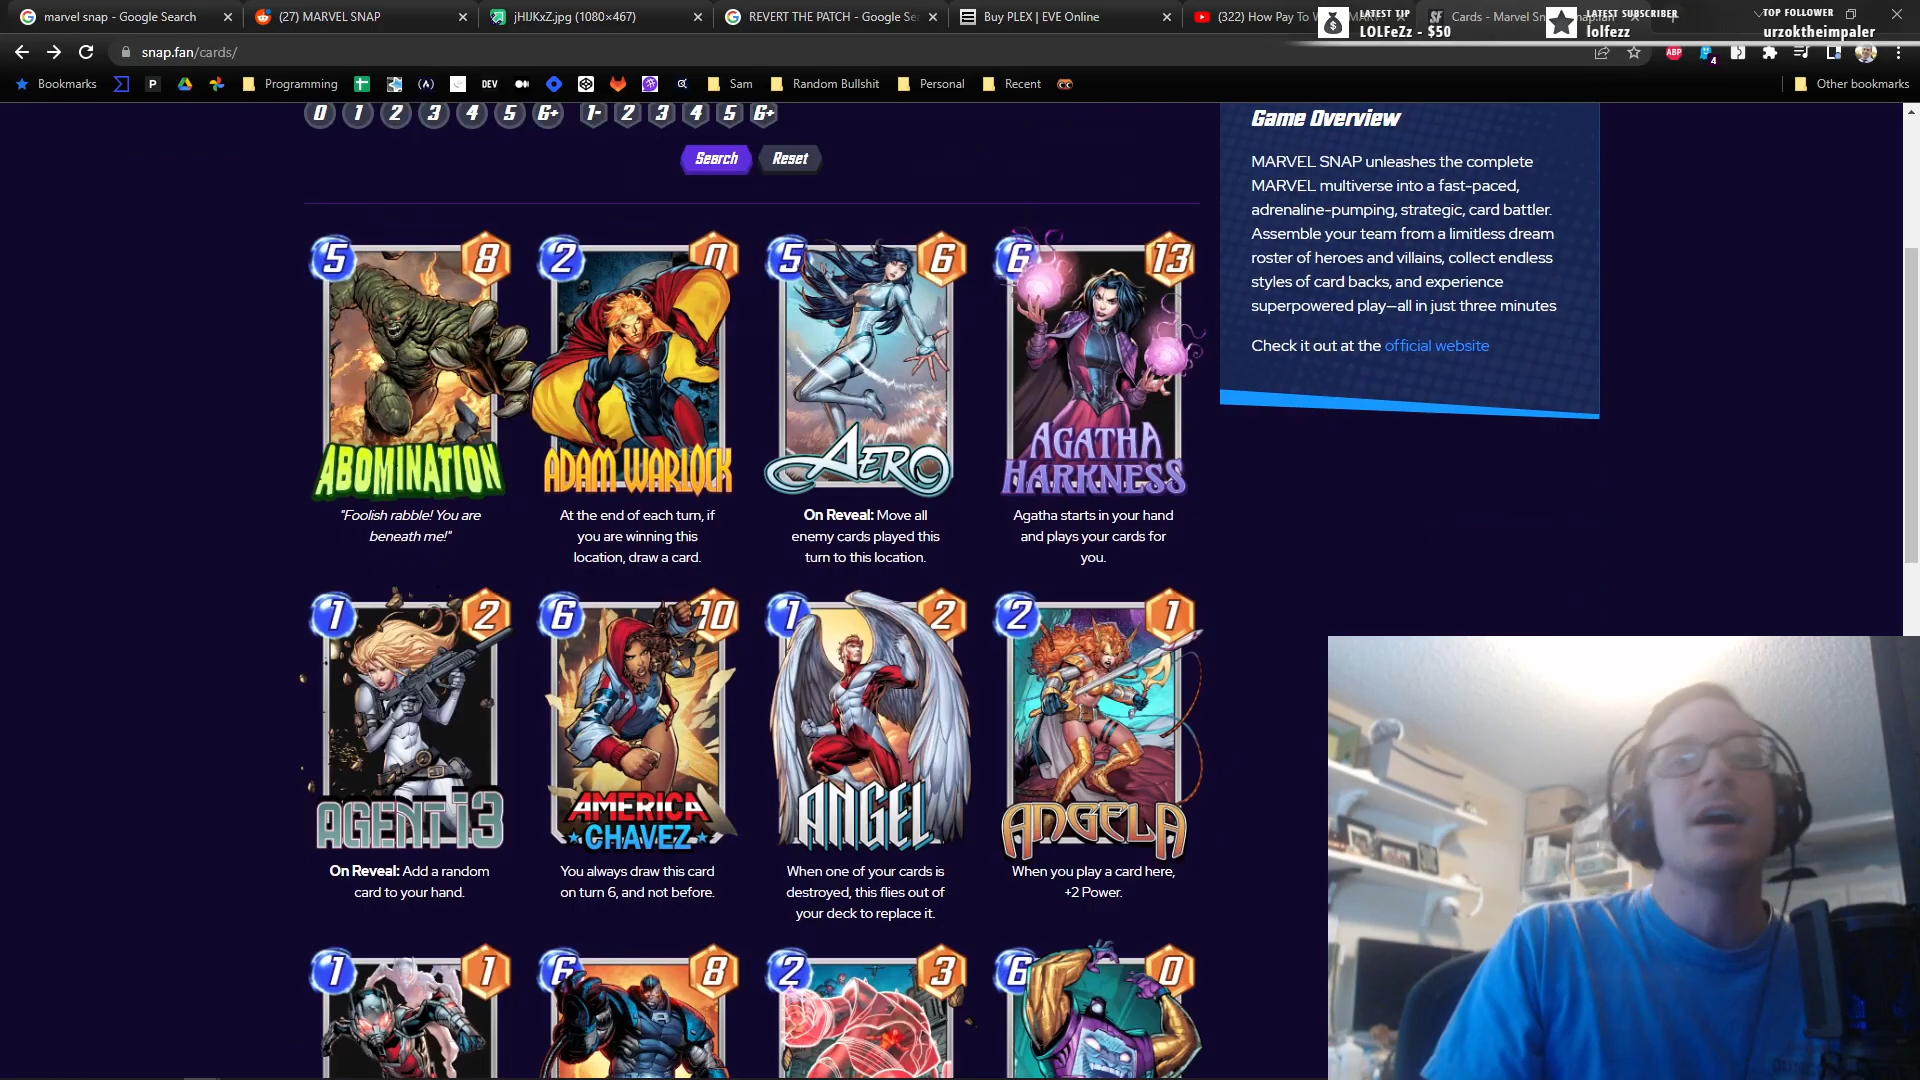 marvel snap - Google Search
(27) MARVEL SNAP
jHIJKxZ.jpg (1080×467)
REVERT THE PATCH - Google Se
Buy PLEX | EVE Online
(322) How Pay To W
Cards - Marvel Sn
LATEST TIP
LOLFeZz - $50
LATEST SUBSCRIBER
lolfezz
TOP FOLLOWER
urzoktheimpaler
snap.fan/cards/
ABP
4
Bookmarks
P
Programming
DEV
Sam
Random Bullshit
Personal
Recent
Other bookmarks
0 1 2 3 4 5 6+ 1- 2 3 4 5 6+
Search Reset
Game Overview
MARVEL SNAP unleashes the complete
MARVEL multiverse into a fast-paced,
adrenaline-pumping, strategic, card battler.
Assemble your team from a limitless dream
roster of heroes and villains, collect endless
styles of card backs, and experience
superpowered play—all in just three minutes
Check it out at the official website
5 8
ABOMINATION
"Foolish rabble! You are
beneath me!"
2 0
ADAM WARLOCK
At the end of each turn, if
you are winning this
location, draw a card.
5 6
AERO
On Reveal: Move all
enemy cards played this
turn to this location.
6 13
AGATHA
HARKNESS
Agatha starts in your hand
and plays your cards for
you.
1 2
AGENT 13
On Reveal: Add a random
card to your hand.
6 10
AMERICA
CHAVEZ
You always draw this card
on turn 6, and not before.
1 2
ANGEL
When one of your cards is
destroyed, this flies out of
your deck to replace it.
2 1
ANGELA
When you play a card here,
+2 Power.
1 1
6 8
2 3
6 0